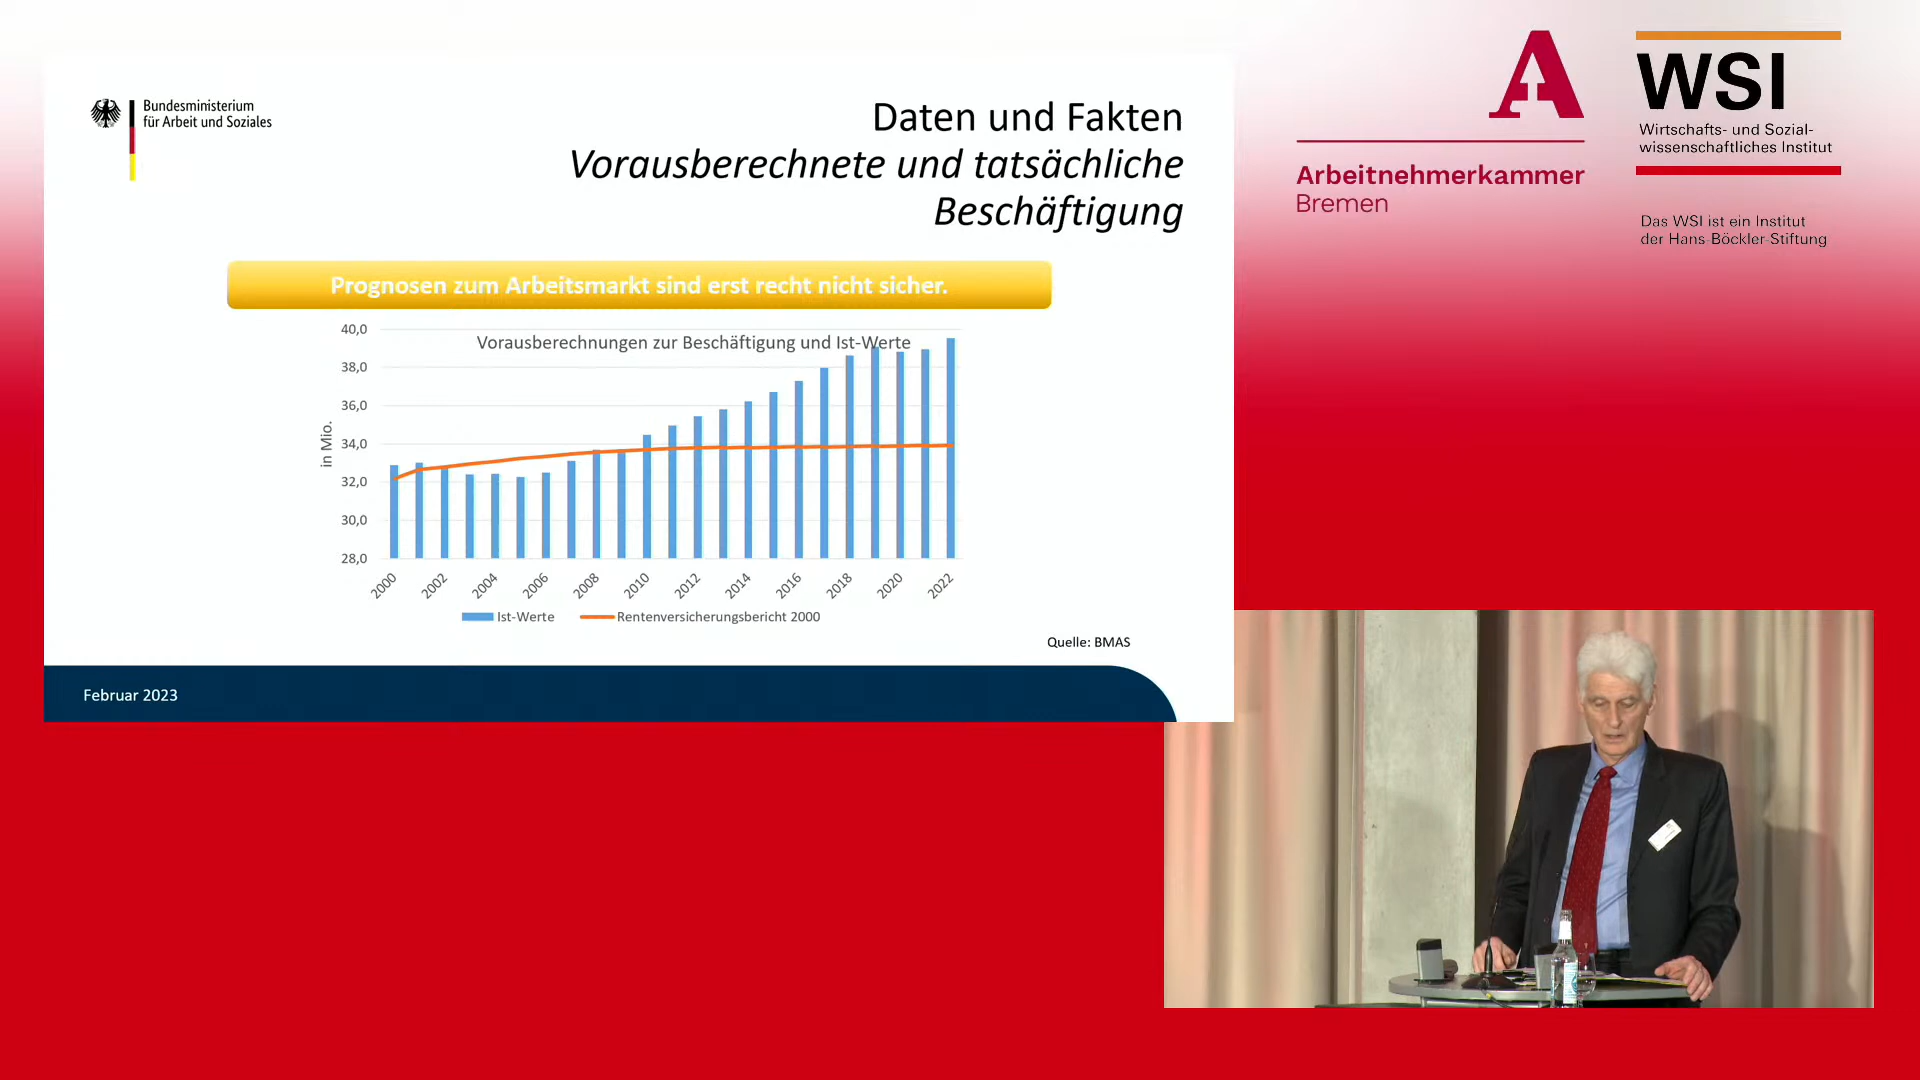 Bundesministerium
für Arbeit und Soziales
Daten und Fakten
Vorausberechnete und tatsächliche
Beschäftigung
Prognosen zum Arbeitsmarkt sind erst recht nicht sicher.
Vorausberechnungen zur Beschäftigung und Ist-Werte
40,0
38,0
36,0
34,0
32,0
30,0
28,0
in Mio.
2000
2002
2004
2006
2008
2010
2012
2014
2016
2018
2020
2022
Ist-Werte
Rentenversicherungsbericht 2000
Quelle: BMAS
Februar 2023
A
Arbeitnehmerkammer
Bremen
WSI
Wirtschafts- und Sozial-
wissenschaftliches Institut
Das WSI ist ein Institut
der Hans-Böckler-Stiftung